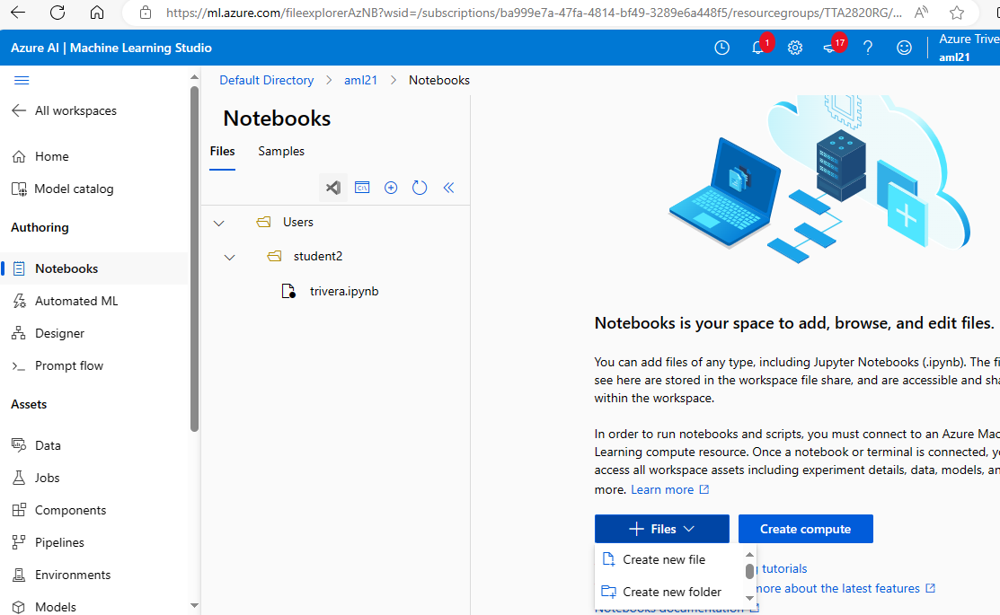 https://ml.azure.com/fileexplorerAzNB?wsid=/subscriptions/ba999e7a-47fa-4814-bf49-3289e6a448f5/resourcegroups/TTA2820RG/...
Azure AI | Machine Learning Studio
1
17
Azure Trive
aml21
All workspaces
Home
Model catalog
Authoring
Notebooks
Automated ML
Designer
Prompt flow
Assets
Data
Jobs
Components
Pipelines
Environments
Models
Default Directory > aml21 > Notebooks
Notebooks
Files Samples
Users
student2
trivera.ipynb
Notebooks is your space to add, browse, and edit files.
You can add files of any type, including Jupyter Notebooks (.ipynb). The fi
see here are stored in the workspace file share, and are accessible and sha
within the workspace.
In order to run notebooks and scripts, you must connect to an Azure Mac
Learning compute resource. Once a notebook or terminal is connected, y
access all workspace assets including experiment details, data, models, an
more. Learn more
Files
Create compute
Create new file
Create new folder
tutorials
more about the latest features
Notebooks documentation